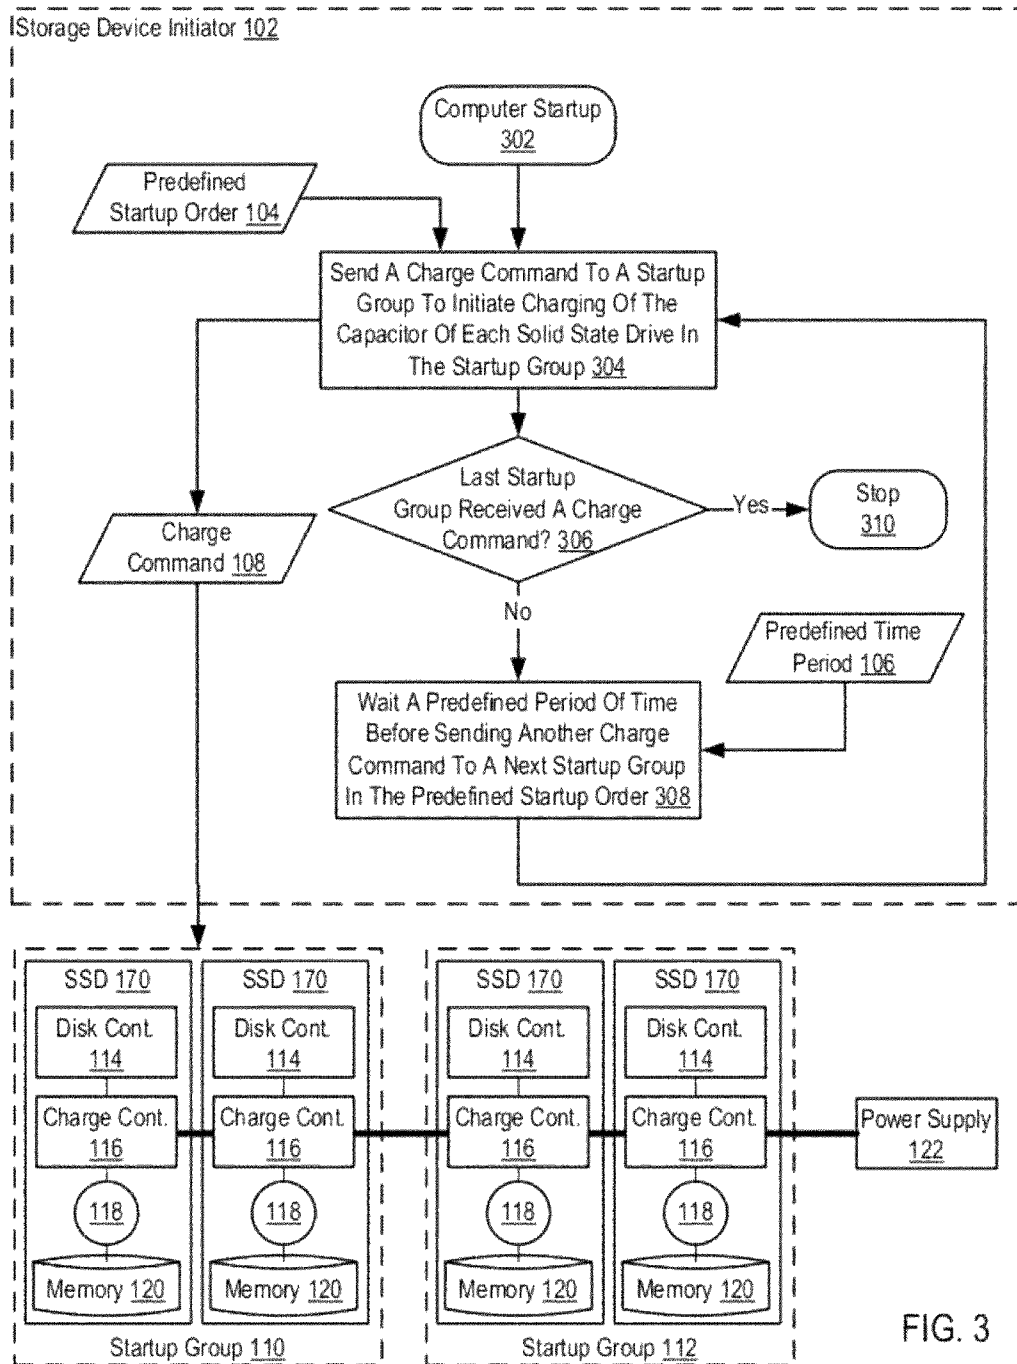 Storage Device Initiator 102
Computer Startup
302
Predefined
Startup Order 104
Send A Charge Command To A Startup
Group To Initiate Charging Of The
Capacitor Of Each Solid State Drive In
The Startup Group 304
Last Startup
Group Received A Charge
Command? 306
Yes
Stop
310
Charge
Command 108
No
Predefined Time
Period 106
Wait A Predefined Period Of Time
Before Sending Another Charge
Command To A Next Startup Group
In The Predefined Startup Order 308
SSD 170
Disk Cont.
114
Charge Cont.
116
118
Memory 120
SSD 170
Disk Cont.
114
Charge Cont.
116
118
Memory 120
Startup Group 110
SSD 170
Disk Cont.
114
Charge Cont.
116
118
Memory 120
SSD 170
Disk Cont.
114
Charge Cont.
116
118
Memory 120
Startup Group 112
Power Supply
122
FIG. 3